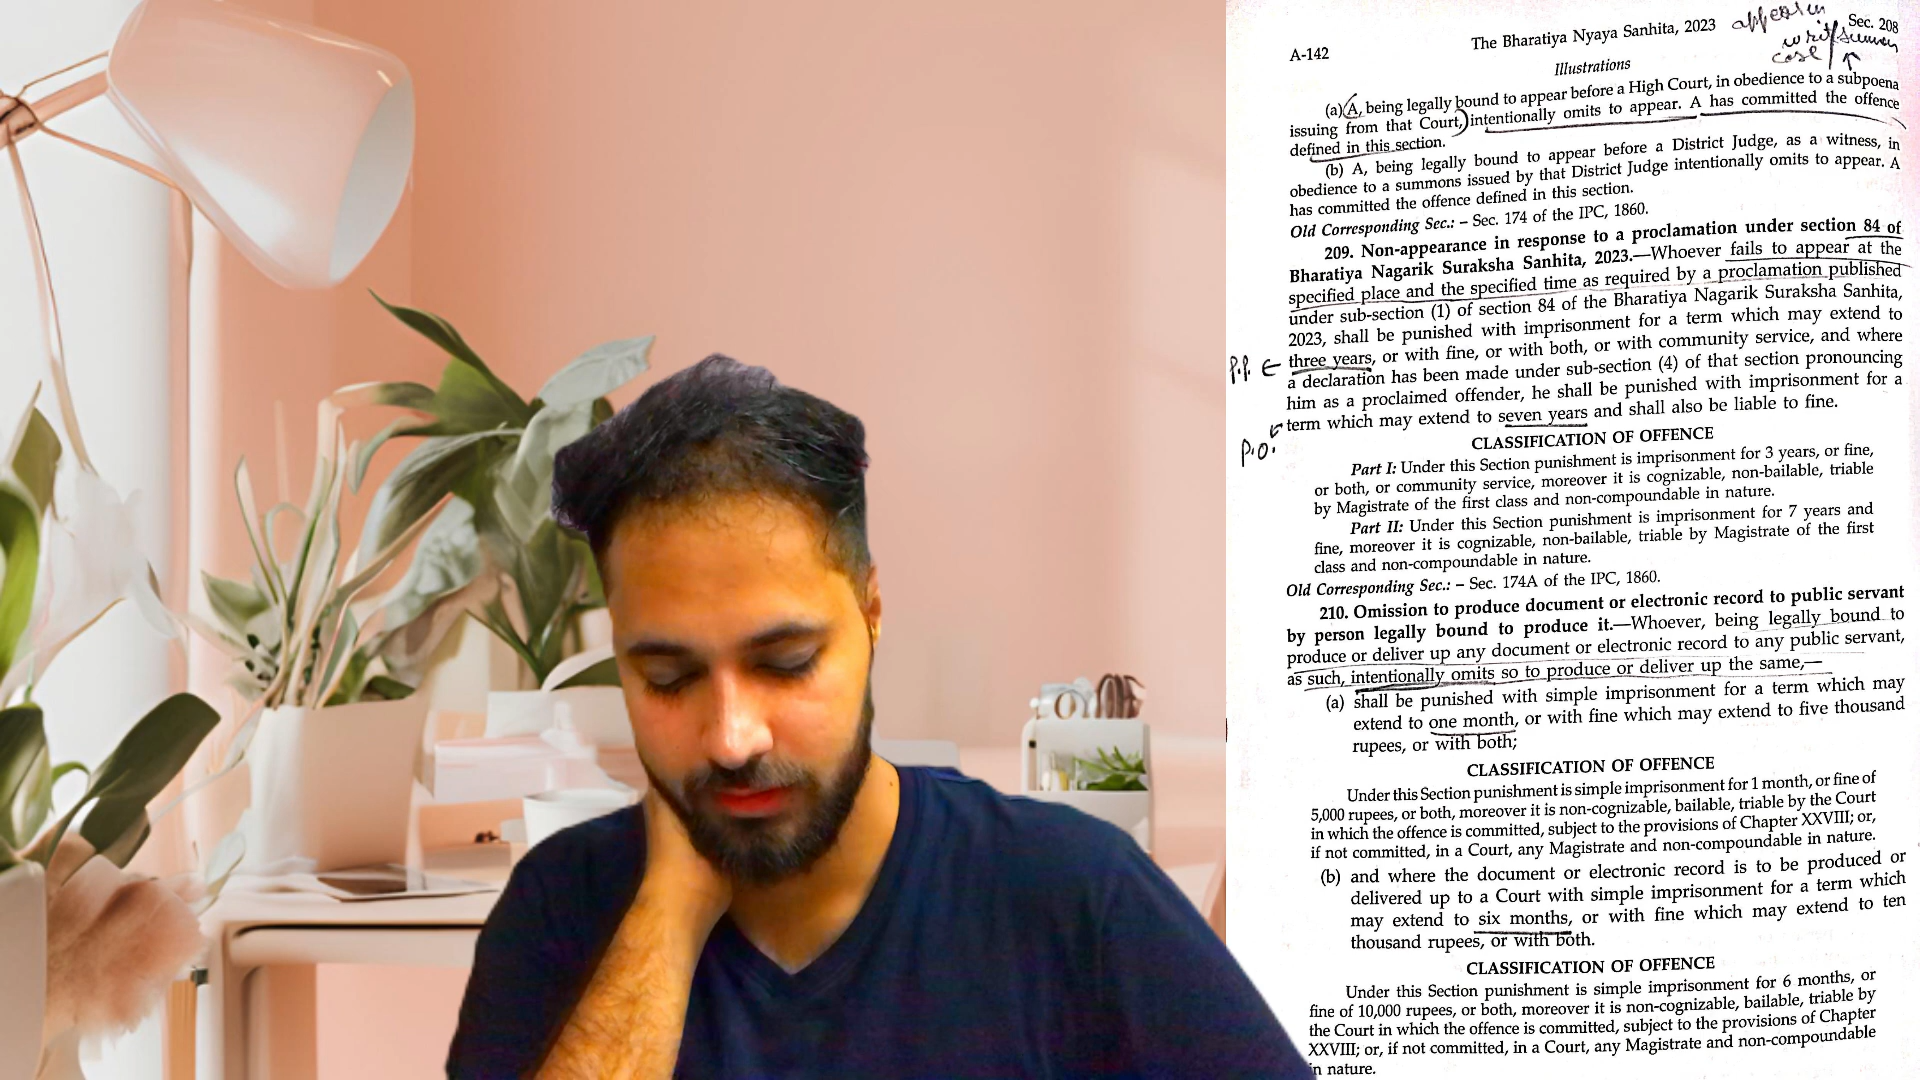 A-142
The Bharatiya Nyaya Sanhita, 2023
Sec. 208
appear in
writ/summon
case/
Illustrations
(a) A, being legally bound to appear before a High Court, in obedience to a subpoena
issuing from that Court, intentionally omits to appear. A has committed the offence
defined in this section.
(b) A, being legally bound to appear before a District Judge, as a witness, in
obedience to a summons issued by that District Judge intentionally omits to appear. A
has committed the offence defined in this section.
Old Corresponding Sec.: – Sec. 174 of the IPC, 1860.
209. Non-appearance in response to a proclamation under section 84 of
Bharatiya Nagarik Suraksha Sanhita, 2023.—Whoever fails to appear at the
specified place and the specified time as required by a proclamation published
under sub-section (1) of section 84 of the Bharatiya Nagarik Suraksha Sanhita,
2023, shall be punished with imprisonment for a term which may extend to
P.P. three years, or with fine, or with both, or with community service, and where
a declaration has been made under sub-section (4) of that section pronouncing
him as a proclaimed offender, he shall be punished with imprisonment for a
term which may extend to seven years and shall also be liable to fine.
P.O.
CLASSIFICATION OF OFFENCE
Part I: Under this Section punishment is imprisonment for 3 years, or fine,
or both, or community service, moreover it is cognizable, non-bailable, triable
by Magistrate of the first class and non-compoundable in nature.
Part II: Under this Section punishment is imprisonment for 7 years and
fine, moreover it is cognizable, non-bailable, triable by Magistrate of the first
class and non-compoundable in nature.
Old Corresponding Sec.: – Sec. 174A of the IPC, 1860.
210. Omission to produce document or electronic record to public servant
by person legally bound to produce it.—Whoever, being legally bound to
produce or deliver up any document or electronic record to any public servant,
as such, intentionally omits so to produce or deliver up the same,—
(a) shall be punished with simple imprisonment for a term which may
extend to one month, or with fine which may extend to five thousand
rupees, or with both;
CLASSIFICATION OF OFFENCE
Under this Section punishment is simple imprisonment for 1 month, or fine of
5,000 rupees, or both, moreover it is non-cognizable, bailable, triable by the Court
in which the offence is committed, subject to the provisions of Chapter XXVIII; or,
if not committed, in a Court, any Magistrate and non-compoundable in nature.
(b) and where the document or electronic record is to be produced or
delivered up to a Court with simple imprisonment for a term which
may extend to six months, or with fine which may extend to ten
thousand rupees, or with both.
CLASSIFICATION OF OFFENCE
Under this Section punishment is simple imprisonment for 6 months, or
fine of 10,000 rupees, or both, moreover it is non-cognizable, bailable, triable by
the Court in which the offence is committed, subject to the provisions of Chapter
XXVIII; or, if not committed, in a Court, any Magistrate and non-compoundable
in nature.